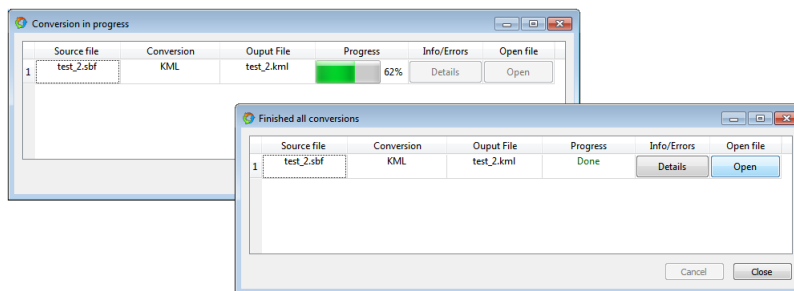 Conversion in progress
Source file Conversion Ouput File Progress Info/Errors Open file
1 test_2.sbf KML test_2.kml 62% Details Open
Finished all conversions
Source file Conversion Ouput File Progress Info/Errors Open file
1 test_2.sbf KML test_2.kml Done Details Open
Cancel Close